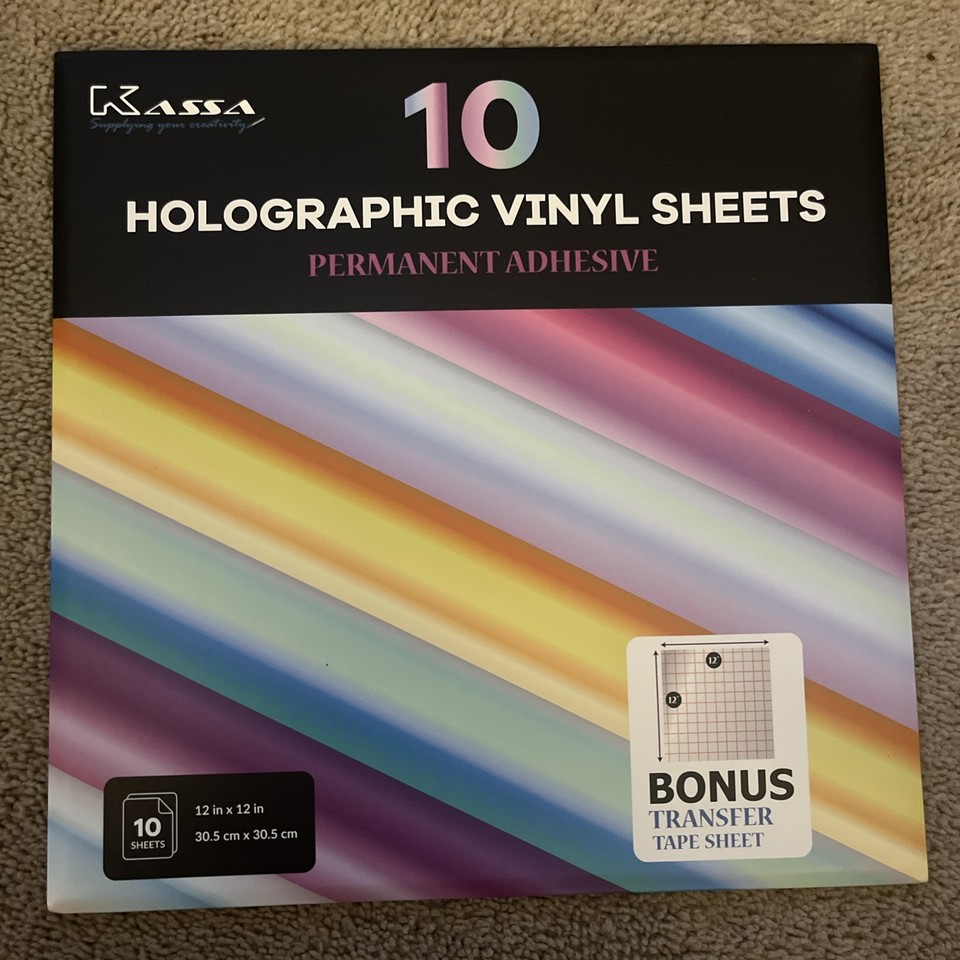 KASSA
Supplying your creativity
10
HOLOGRAPHIC VINYL SHEETS
PERMANENT ADHESIVE
12"
12"
BONUS
TRANSFER
TAPE SHEET
10
SHEETS
12 in x 12 in
30.5 cm x 30.5 cm